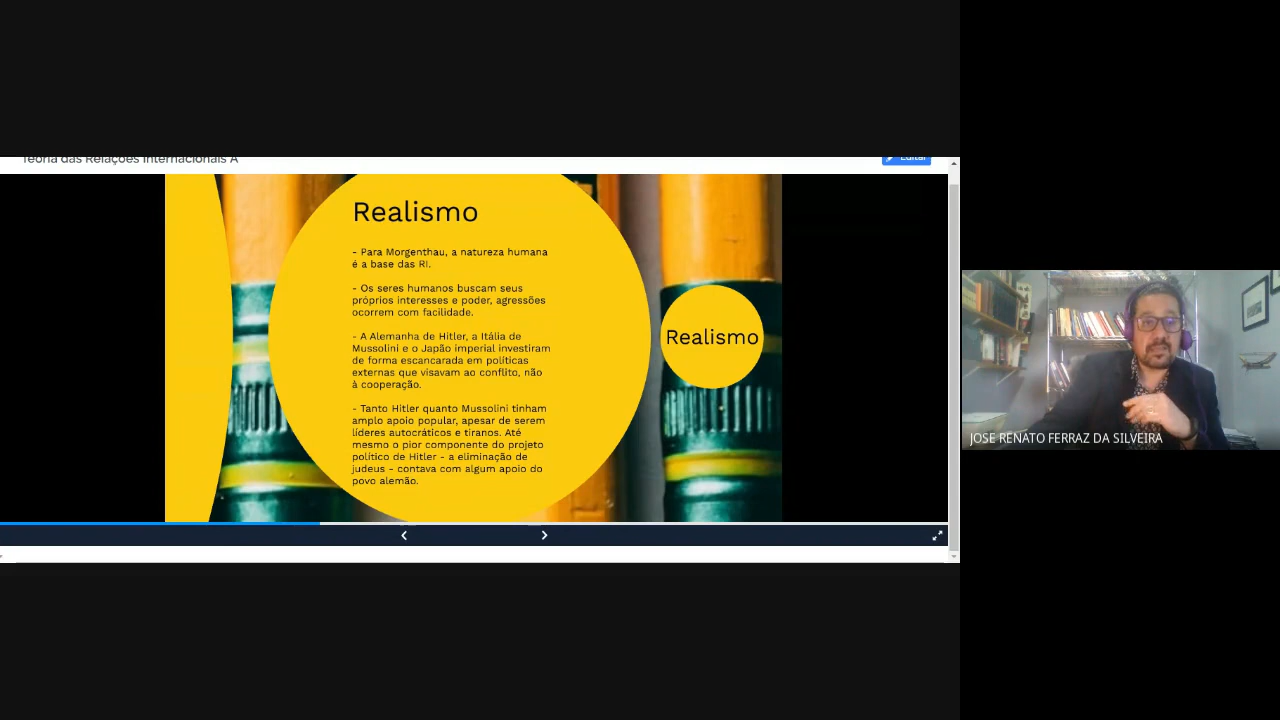 Teoria das Relações Internacionais A
Editar
Realismo
- Para Morgenthau, a natureza humana
é a base das RI.
- Os seres humanos buscam seus
próprios interesses e poder, agressões
ocorrem com facilidade.
- A Alemanha de Hitler, a Itália de
Mussolini e o Japão imperial investiram
de forma escancarada em políticas
externas que visavam ao conflito, não
à cooperação.
- Tanto Hitler quanto Mussolini tinham
amplo apoio popular, apesar de serem
líderes autocráticos e tiranos. Até
mesmo o pior componente do projeto
político de Hitler - a eliminação de
judeus - contava com algum apoio do
povo alemão.
Realismo
JOSE RENATO FERRAZ DA SILVEIRA